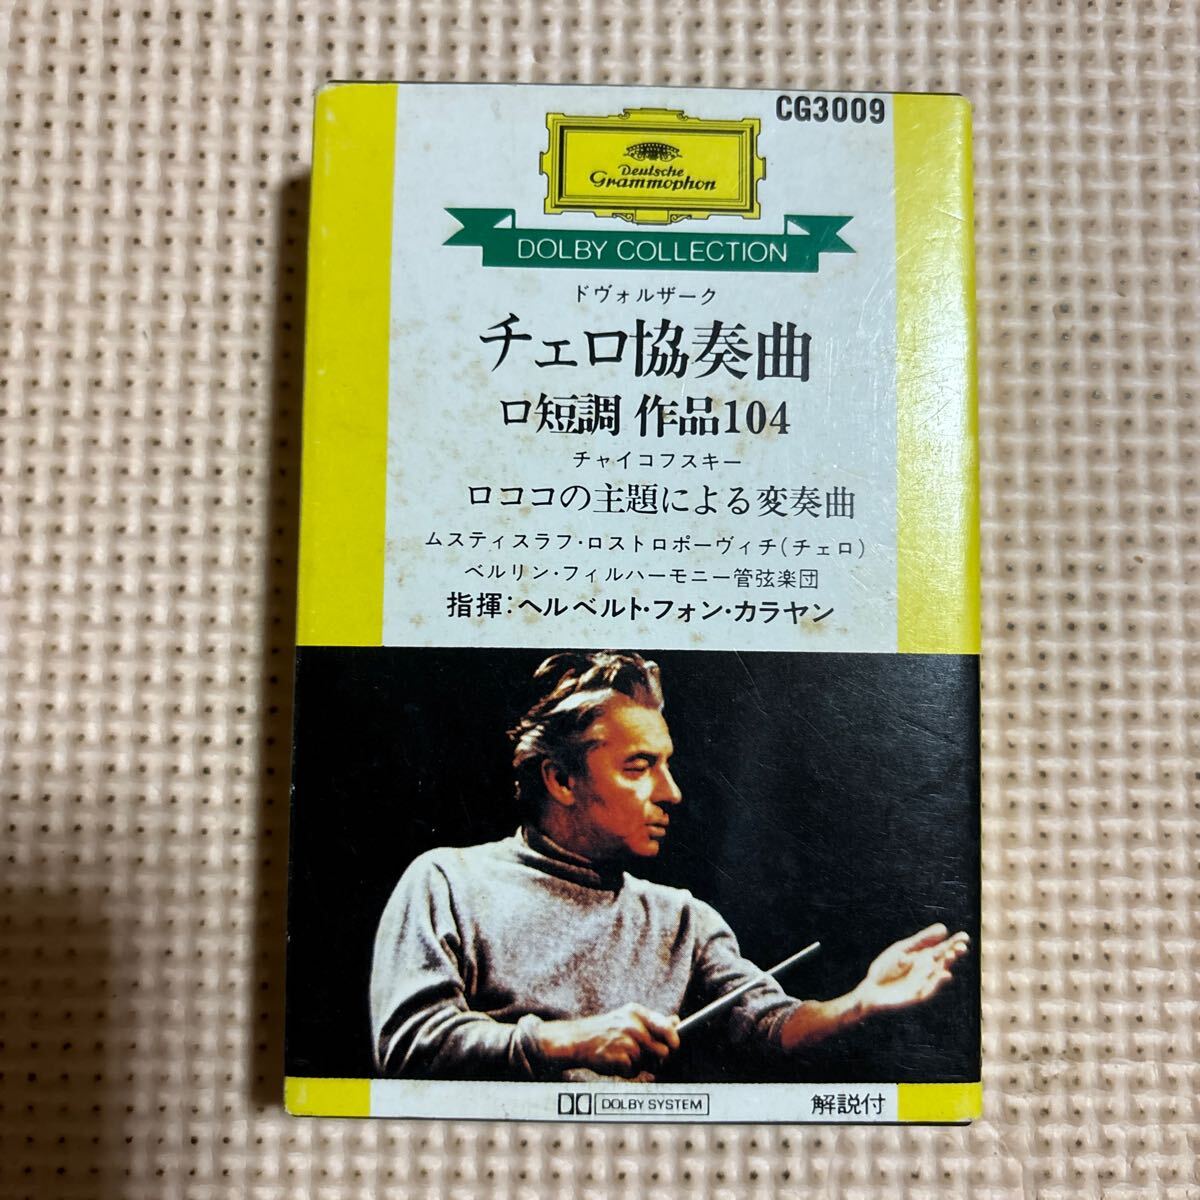 CG3009
Deutsche
Grammophon
DOLBY COLLECTION
ドヴォルザーク
チェロ協奏曲
ロ短調 作品104
チャイコフスキー
ロココの主題による変奏曲
ムスティスラフ・ロストロポーヴィチ(チェロ)
ベルリン・フィルハーモニー管弦楽団
指揮:ヘルベルト・フォン・カラヤン
DOLBY SYSTEM
解説付